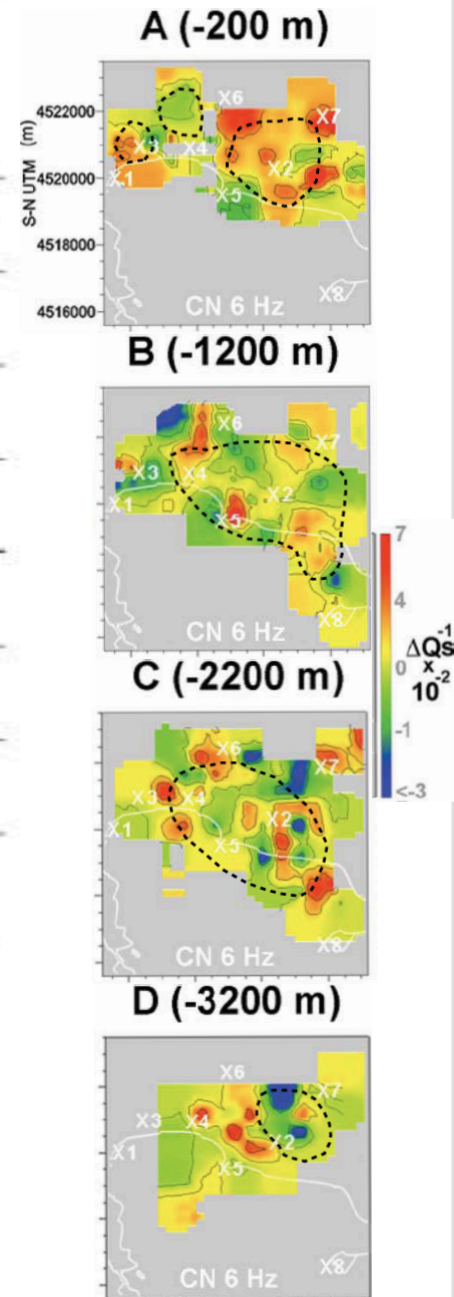 A (-200 m)
4522000
4520000
4518000
4516000
S-N UTM (m)
X6
X7
X3
X4
X2
X1
X5
X8
CN 6 Hz
B (-1200 m)
X6
X7
X3
X4
X2
X1
X5
X8
CN 6 Hz
7
4
0
-1
<-3
ΔQs⁻¹
x
10⁻²
C (-2200 m)
X6
X7
X3
X4
X2
X1
X5
X8
CN 6 Hz
D (-3200 m)
X6
X7
X3
X4
X2
X1
X5
X8
CN 6 Hz